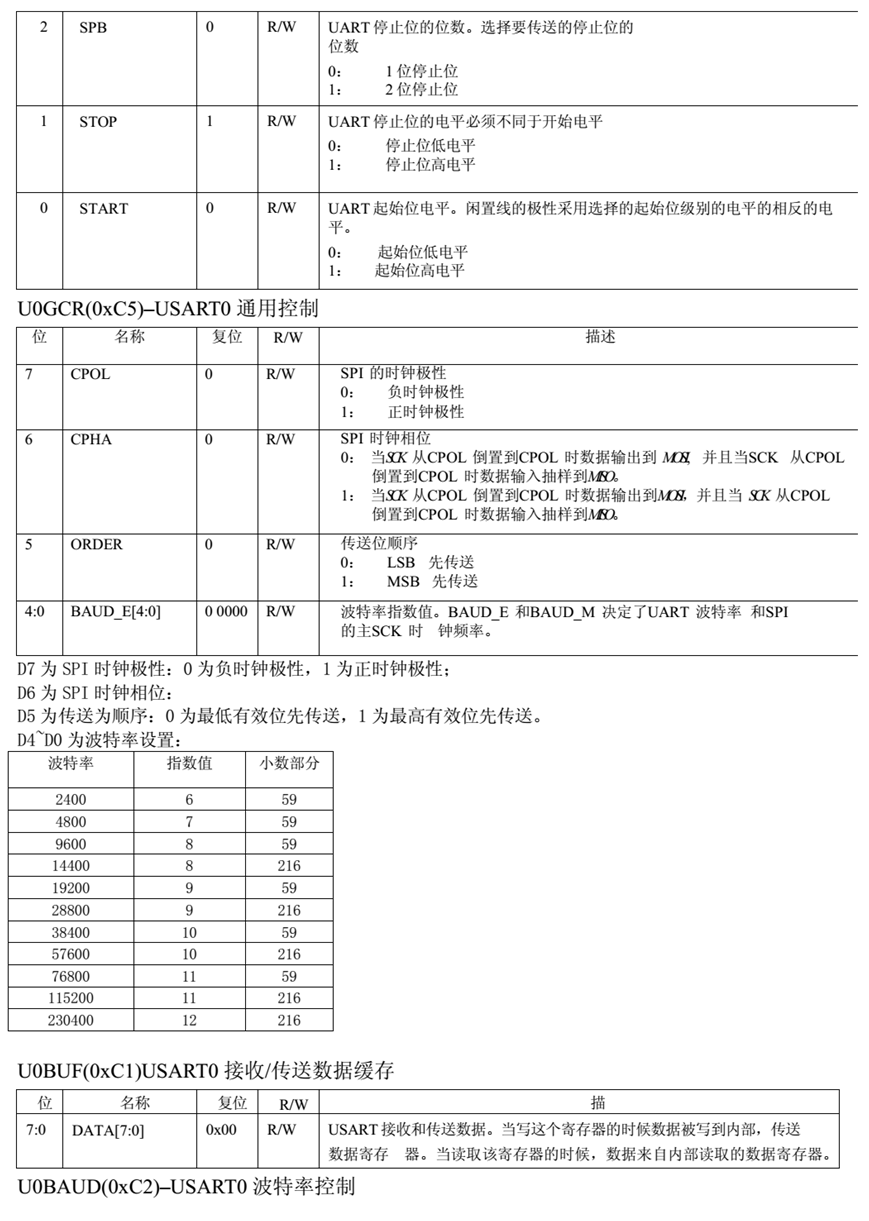 2 SPB 0 R/W UART 停止位的位数。选择要传送的停止位的
位数
0： 1 位停止位
1： 2 位停止位
1 STOP 1 R/W UART 停止位的电平必须不同于开始电平
0： 停止位低电平
1： 停止位高电平
0 START 0 R/W UART 起始位电平。闲置线的极性采用选择的起始位级别的电平的相反的电
平。
0： 起始位低电平
1： 起始位高电平
U0GCR(0xC5)–USART0 通用控制
位 名称 复位 R/W 描述
7 CPOL 0 R/W SPI 的时钟极性
0： 负时钟极性
1： 正时钟极性
6 CPHA 0 R/W SPI 时钟相位
0： 当SCK 从CPOL 倒置到CPOL 时数据输出到 MOSI， 并且当SCK 从CPOL
倒置到CPOL 时数据输入抽样到MISO。
1： 当SCK 从CPOL 倒置到CPOL 时数据输出到MOSI，并且当 SCK 从CPOL
倒置到CPOL 时数据输入抽样到MISO。
5 ORDER 0 R/W 传送位顺序
0： LSB 先传送
1： MSB 先传送
4:0 BAUD_E[4:0] 0 0000 R/W 波特率指数值。BAUD_E 和BAUD_M 决定了UART 波特率 和SPI
的主SCK 时 钟频率。
D7 为 SPI 时钟极性：0 为负时钟极性，1 为正时钟极性；
D6 为 SPI 时钟相位：
D5 为传送为顺序：0 为最低有效位先传送，1 为最高有效位先传送。
D4~D0 为波特率设置：
波特率 指数值 小数部分
2400 6 59
4800 7 59
9600 8 59
14400 8 216
19200 9 59
28800 9 216
38400 10 59
57600 10 216
76800 11 59
115200 11 216
230400 12 216
U0BUF(0xC1)USART0 接收/传送数据缓存
位 名称 复位 R/W 描
7:0 DATA[7:0] 0x00 R/W USART 接收和传送数据。当写这个寄存器的时候数据被写到内部，传送
数据寄存 器。当读取该寄存器的时候，数据来自内部读取的数据寄存器。
U0BAUD(0xC2)–USART0 波特率控制